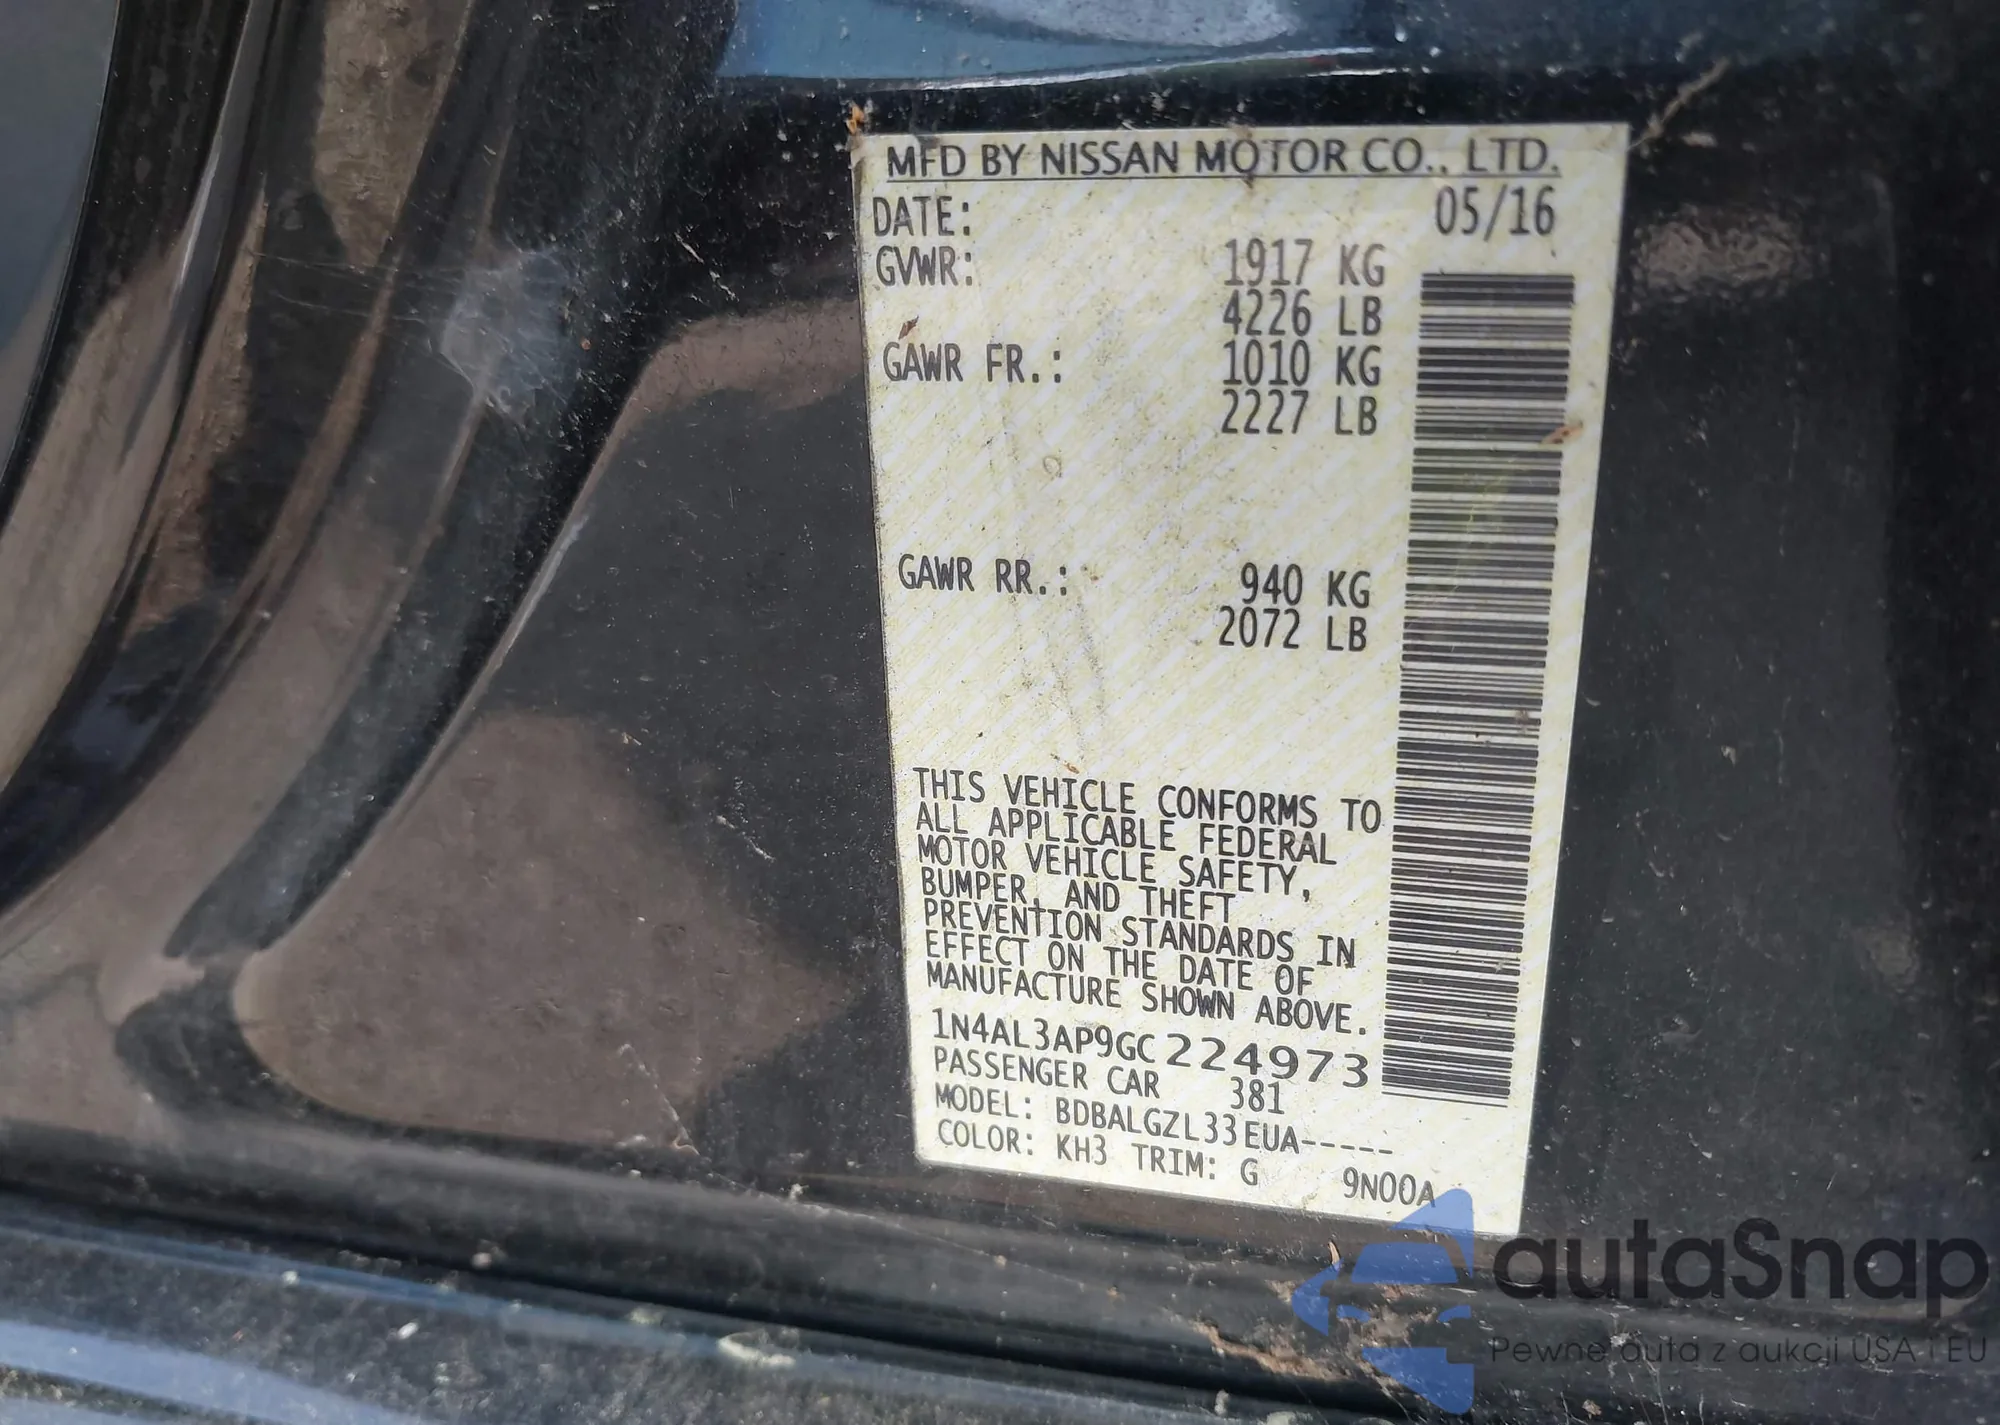 MFD BY NISSAN MOTOR CO., LTD.
DATE: 05/16
GVWR: 1917 KG
4226 LB
GAWR FR.: 1010 KG
2227 LB
GAWR RR.: 940 KG
2072 LB
THIS VEHICLE CONFORMS TO
ALL APPLICABLE FEDERAL
MOTOR VEHICLE SAFETY,
BUMPER, AND THEFT
PREVENTION STANDARDS IN
EFFECT ON THE DATE OF
MANUFACTURE SHOWN ABOVE.
1N4AL3AP9GC224973
PASSENGER CAR 381
MODEL: BDBALGZL33EUA-----
COLOR: KH3 TRIM: G 9N00A
autaSnap
Pewne auta z aukcji USA i EU